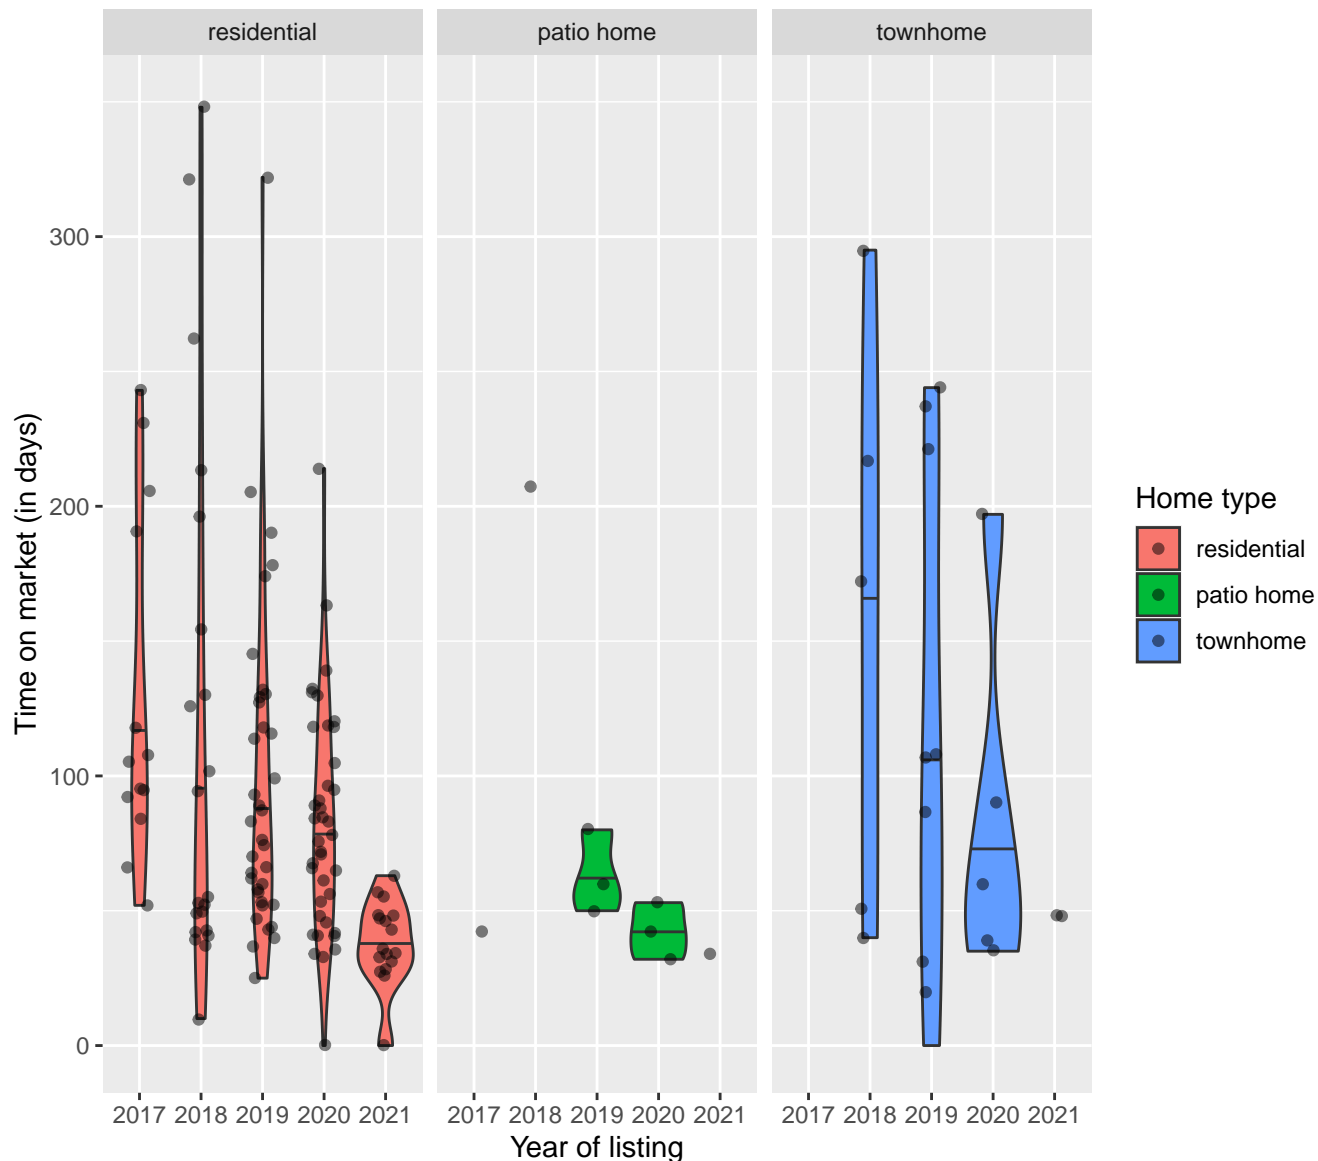 residential patio home townhome
300
200
100
0
Time on market (in days)
2017 2018 2019 2020 2021 2017 2018 2019 2020 2021 2017 2018 2019 2020 2021
Year of listing
Home type
residential
patio home
townhome